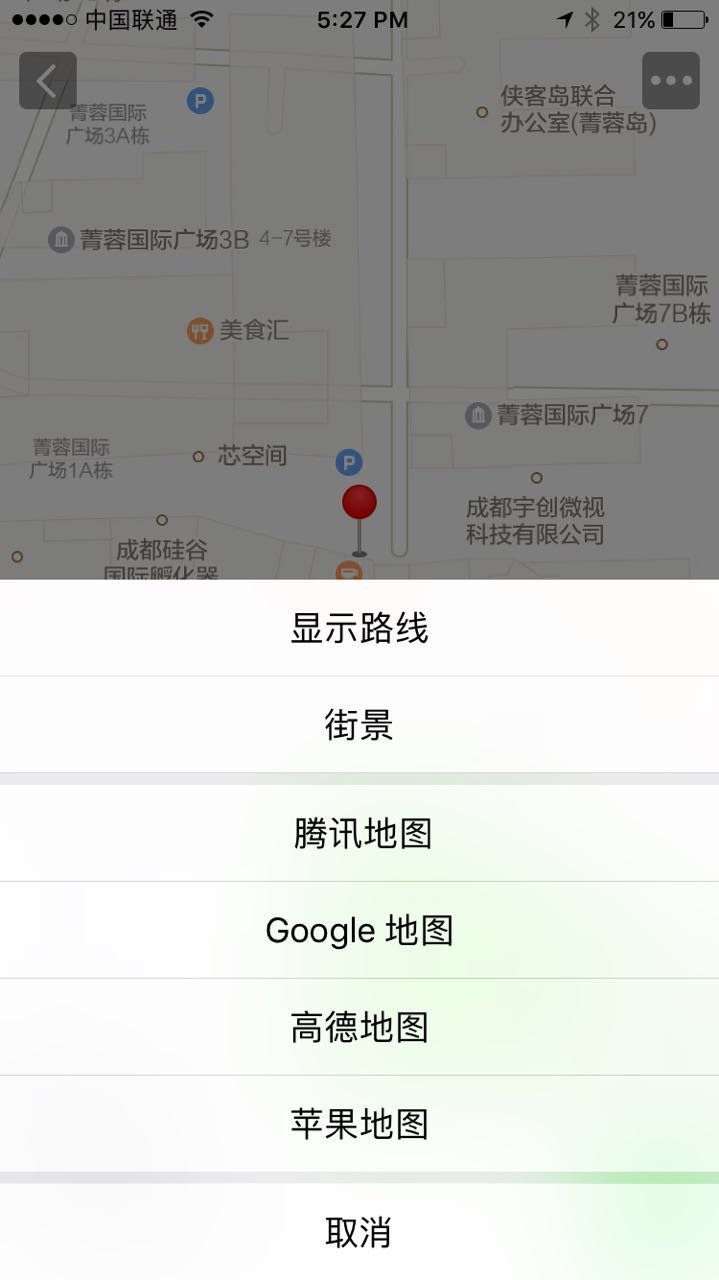 中国联通
5:27 PM
21%
菁蓉国际
广场3A栋
P
侠客岛联合
办公室(菁蓉岛)
菁蓉国际广场3B 4-7号楼
菁蓉国际
广场7B栋
美食汇
菁蓉国际广场7
菁蓉国际
广场1A栋
芯空间
P
成都宇创微视
科技有限公司
成都硅谷
国际孵化器
显示路线
街景
腾讯地图
Google 地图
高德地图
苹果地图
取消